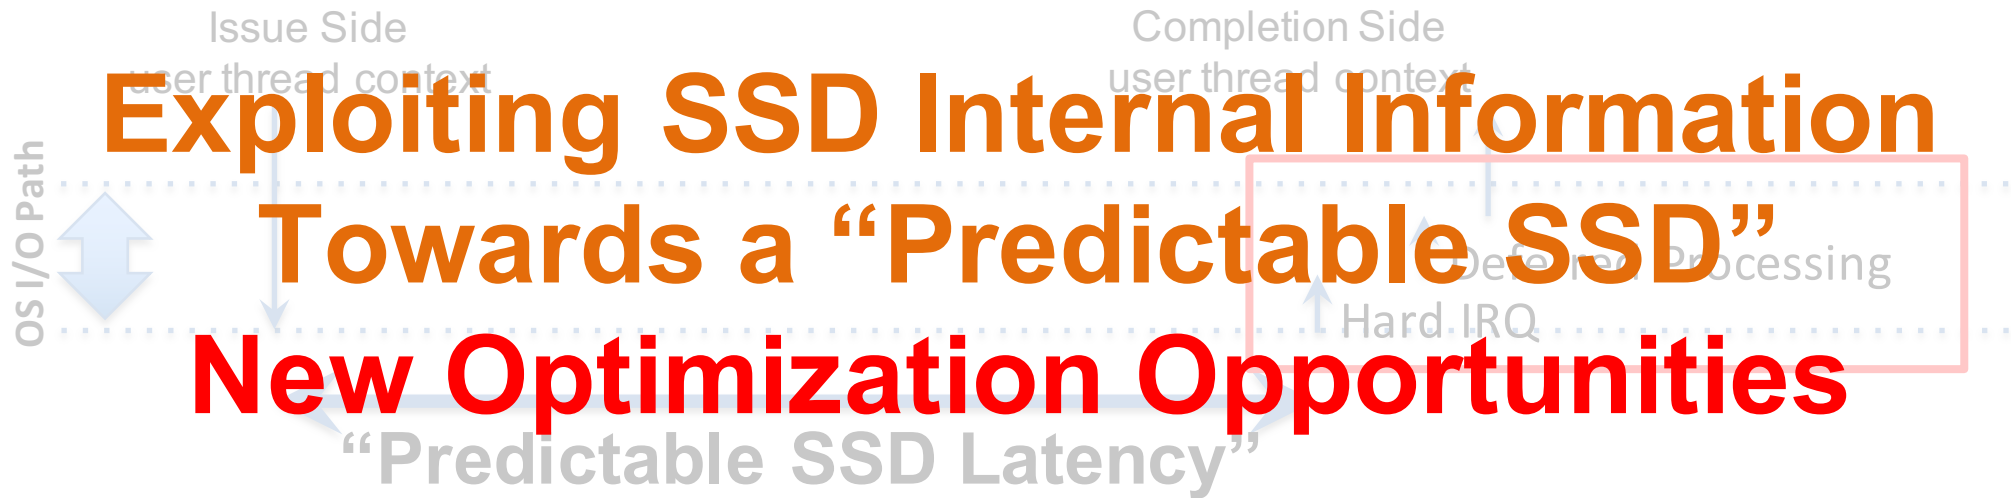 Issue Side
user thread context
Completion Side
user thread context
Exploiting SSD Internal Information
OS I/O Path
Towards a “Predictable SSD”
Deferred Processing
Hard IRQ
New Optimization Opportunities
“Predictable SSD Latency”